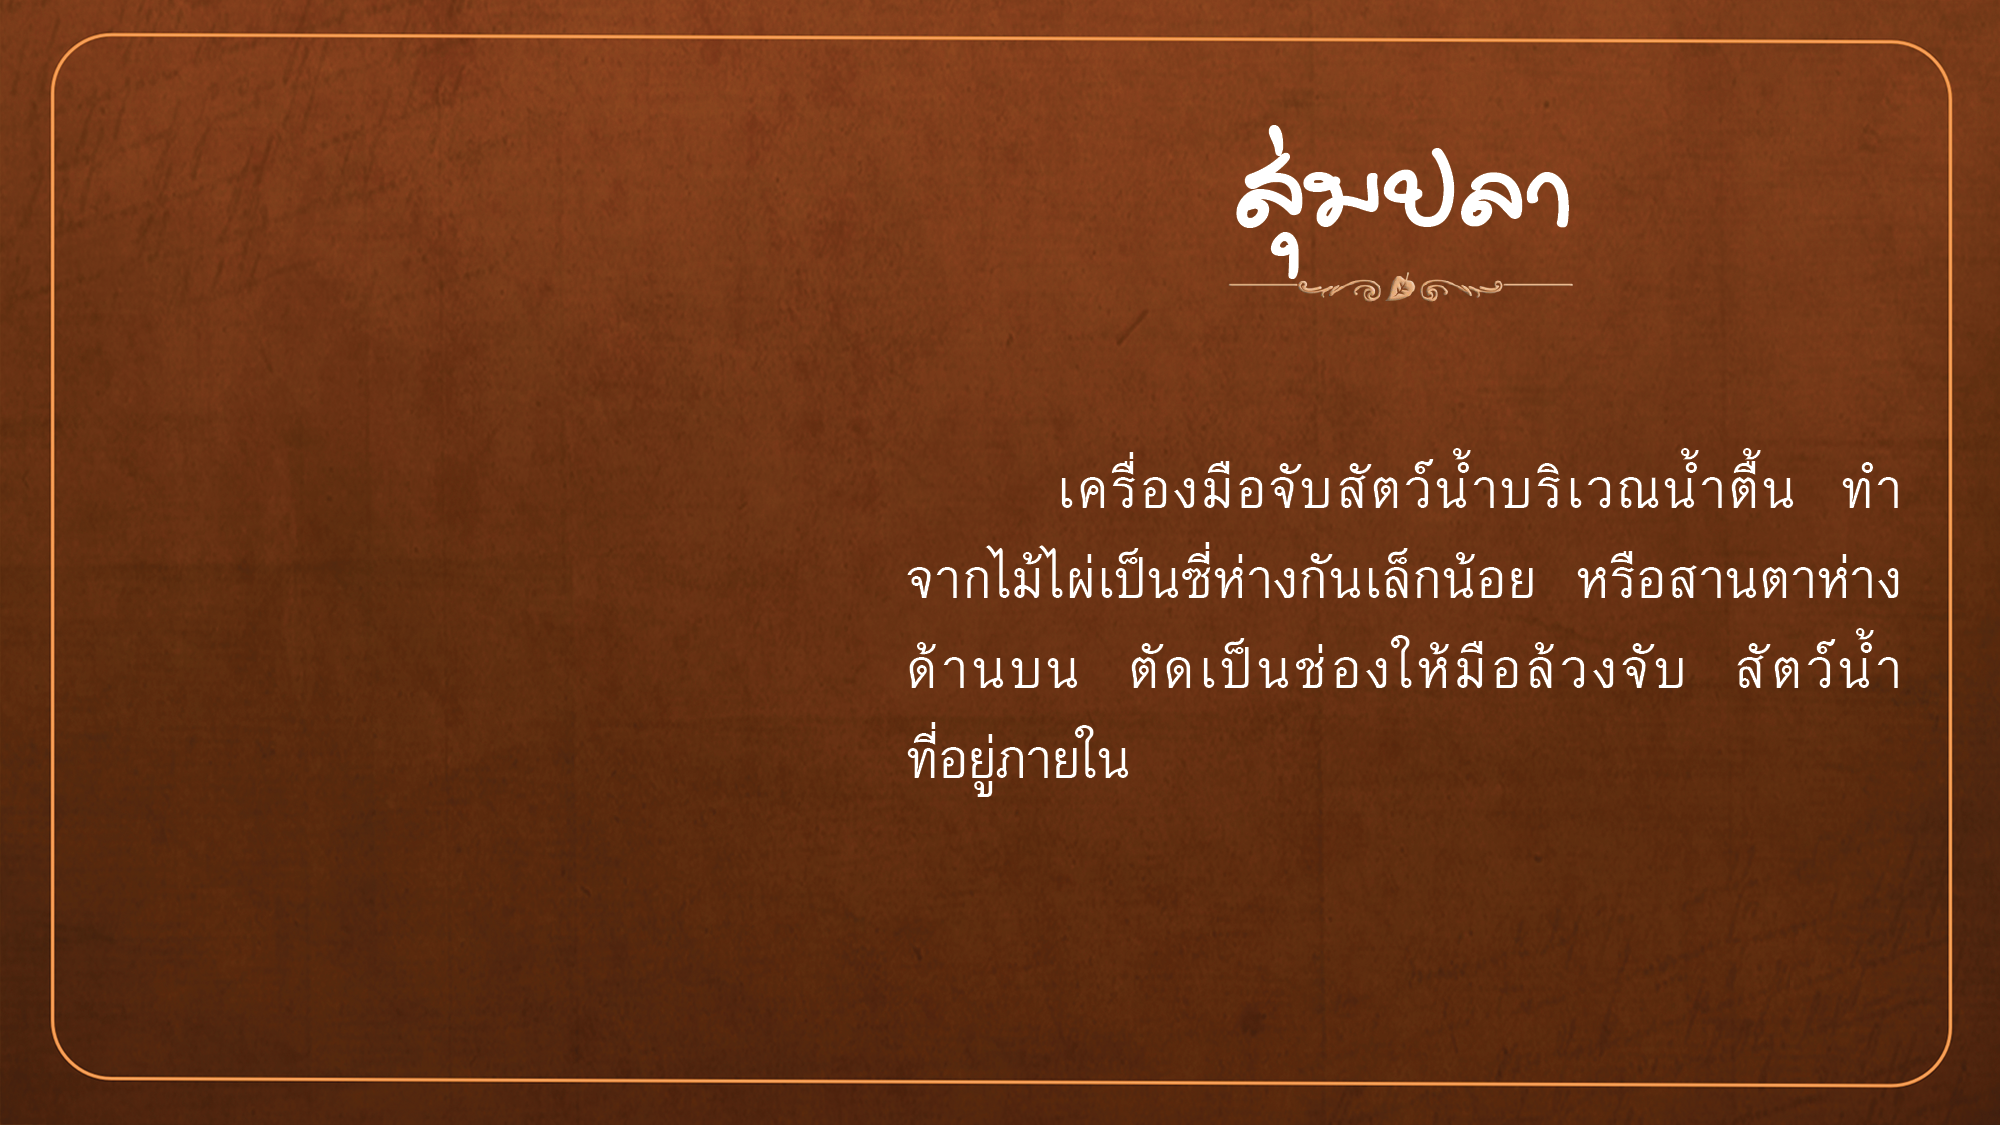 สุ่มปลา
เครื่องมือจับสัตว์น้ำบริเวณน้ำตื้น ทำ
จากไม้ไผ่เป็นซี่ห่างกันเล็กน้อย หรือสานตาห่าง
ด้านบน ตัดเป็นช่องให้มือล้วงจับ สัตว์น้ำ
ที่อยู่ภายใน